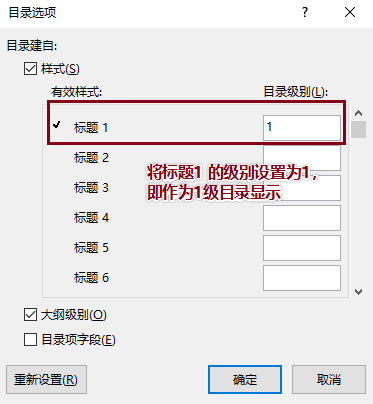 目录选项
?
目录建自:
样式(S)
有效样式: 目录级别(L):
标题 1 1
标题 2
标题 3
标题 4
标题 5
标题 6
将标题1 的级别设置为1,
即作为1级目录显示
大纲级别(O)
目录项字段(E)
重新设置(R) 确定 取消